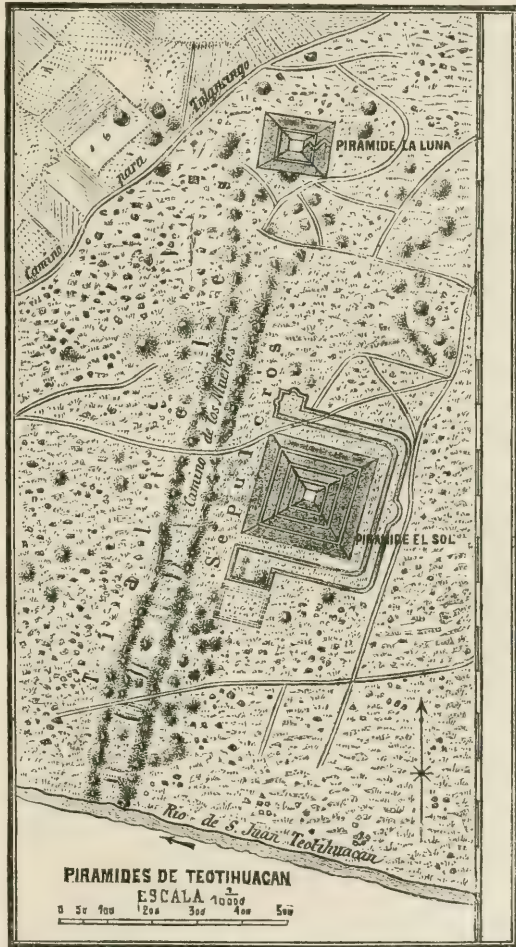 Camino para Tulancingo
PIRAMIDE LA LUNA
Tlalteles
Camino de los Muertos
Sepulcros
PIRAMIDE EL SOL
Rio de S. Juan Teotihuacan
PIRAMIDES DE TEOTIHUACAN
ESCALA 1/10000
0 50 100 200 300 400 500